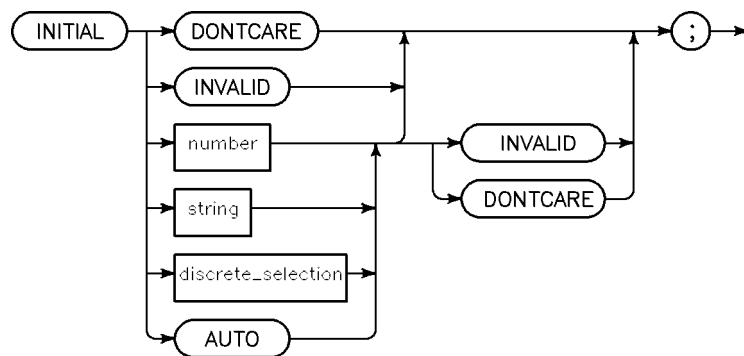 INITIAL
DONTCARE
;
INVALID
number
INVALID
string
DONTCARE
discrete_selection
AUTO